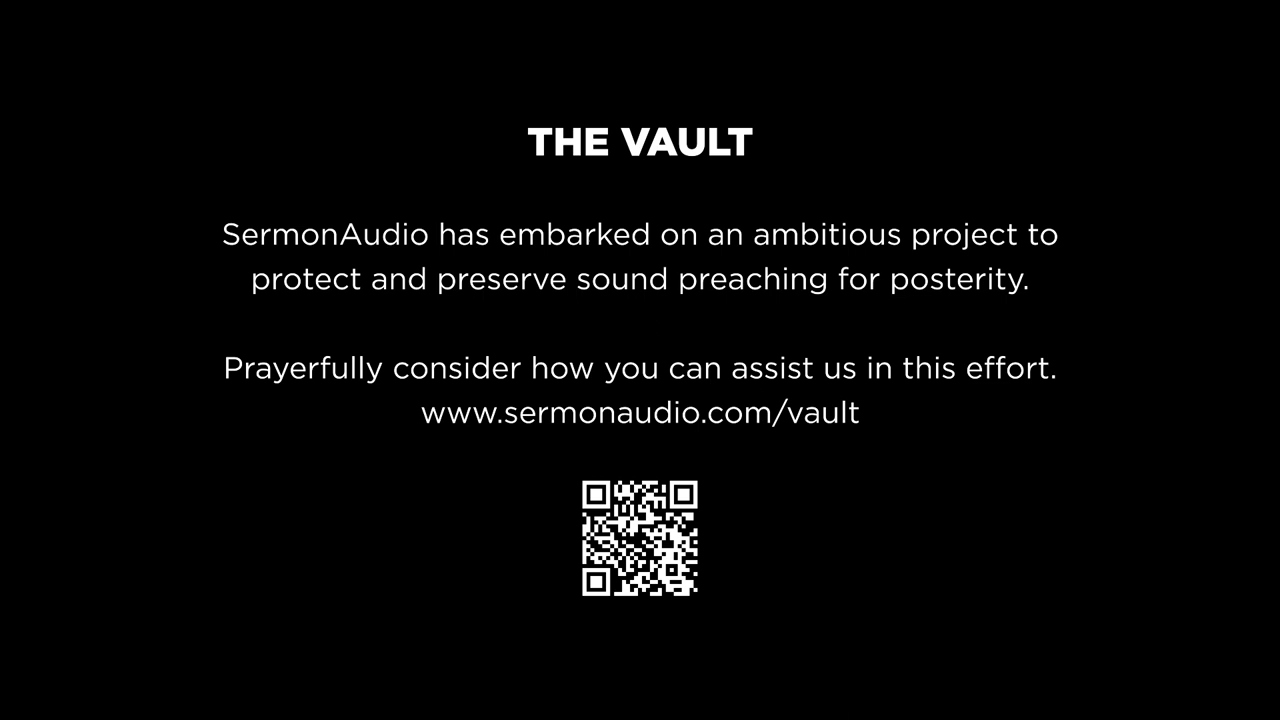 THE VAULT
SermonAudio has embarked on an ambitious project to
protect and preserve sound preaching for posterity.
Prayerfully consider how you can assist us in this effort.
www.sermonaudio.com/vault